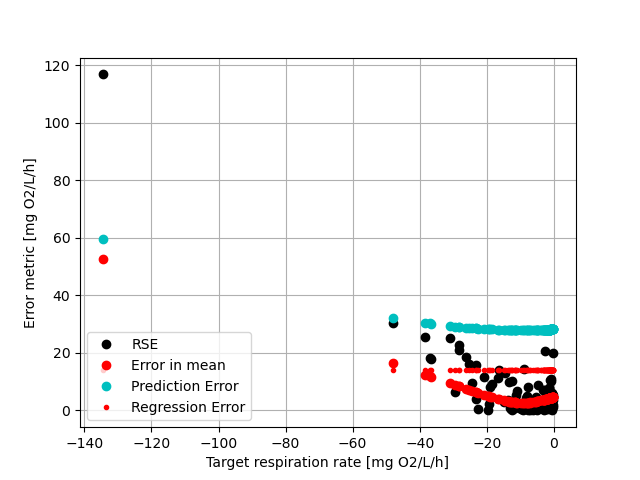 120
100
80
60
40
20
0
Error metric [mg O2/L/h]
RSE
Error in mean
Prediction Error
Regression Error
−140 −120 −100 −80 −60 −40 −20 0
Target respiration rate [mg O2/L/h]